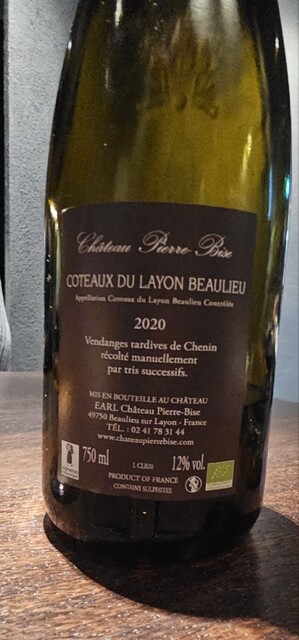 Château Pierre-Bise
COTEAUX DU LAYON BEAULIEU
Appellation Coteaux du Layon Beaulieu Contrôlée
2020
Vendanges tardives de Chenin
récolté manuellement
par tris successifs.
MIS EN BOUTEILLE AU CHÂTEAU
EARL Château Pierre-Bise
49750 Beaulieu sur Layon - France
TÉL. : 02 41 78 31 44
www.chateaupierrebise.com
750 ml
12% vol.
PRODUCT OF FRANCE
CONTAINS SULPHITES